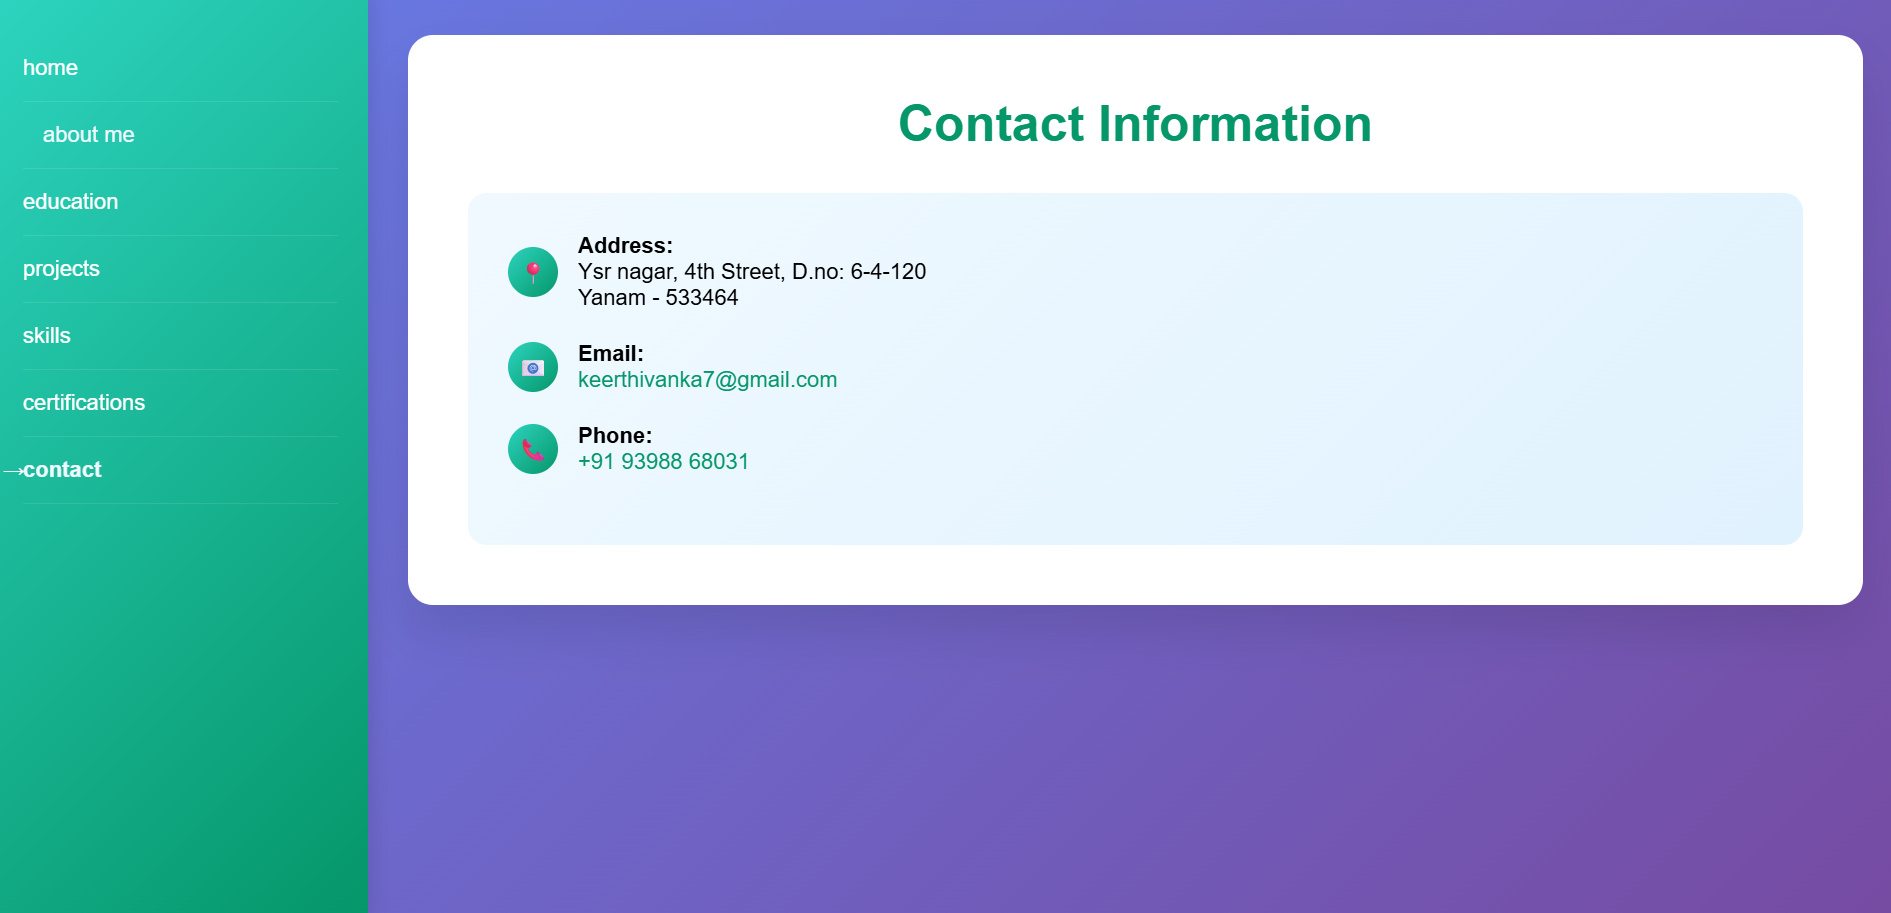 home
about me
education
projects
skills
certifications
→contact
Contact Information
Address:
Ysr nagar, 4th Street, D.no: 6-4-120
Yanam - 533464
Email:
keerthivanka7@gmail.com
Phone:
+91 93988 68031